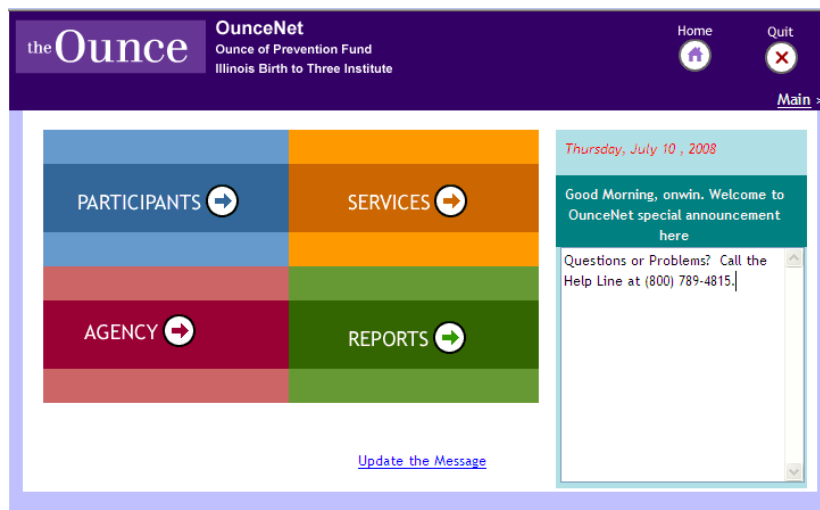 the Ounce
OunceNet
Ounce of Prevention Fund
Illinois Birth to Three Institute
Home
Quit
Main >
PARTICIPANTS
SERVICES
AGENCY
REPORTS
Update the Message
Thursday, July 10 , 2008
Good Morning, onwin. Welcome to
OunceNet special announcement
here
Questions or Problems? Call the
Help Line at (800) 789-4815.